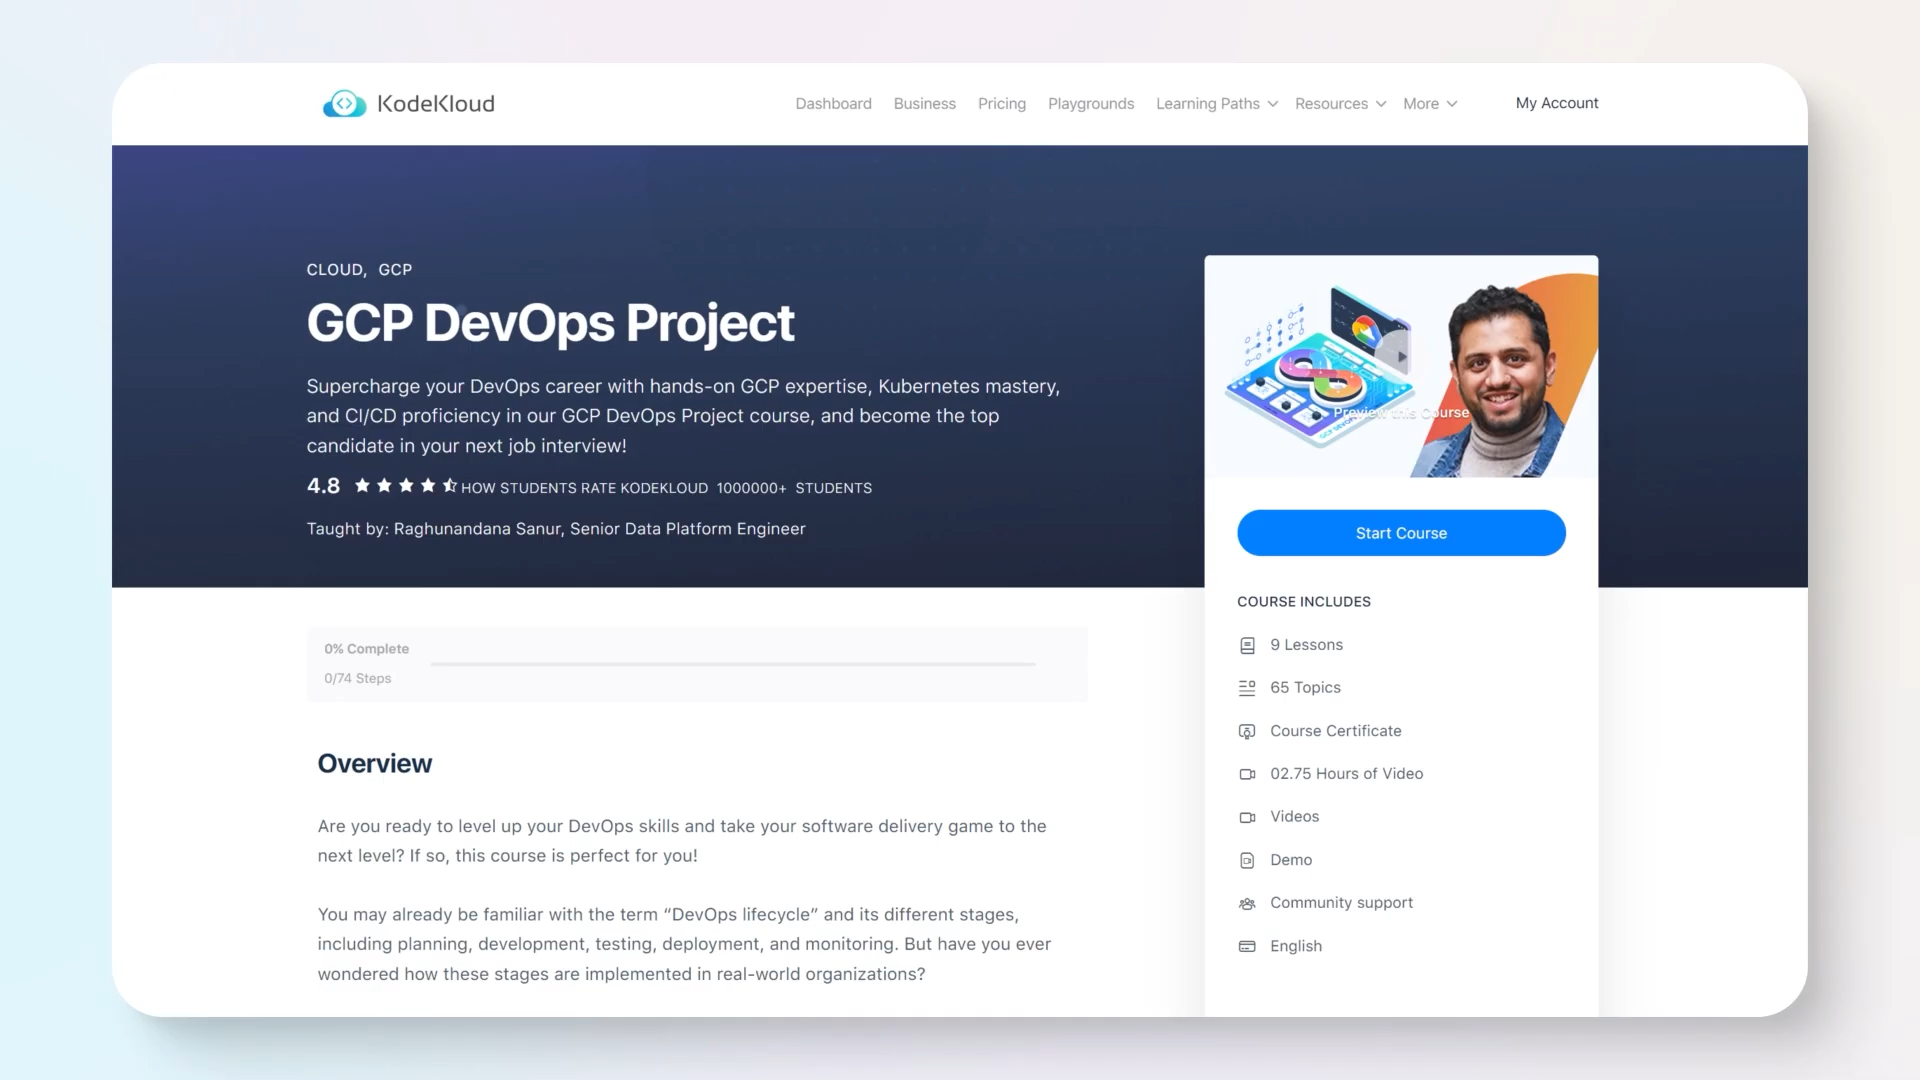 KodeKloud
Dashboard Business Pricing Playgrounds Learning Paths Resources More My Account
CLOUD, GCP
GCP DevOps Project
Supercharge your DevOps career with hands-on GCP expertise, Kubernetes mastery,
and CI/CD proficiency in our GCP DevOps Project course, and become the top
candidate in your next job interview!
4.8 HOW STUDENTS RATE KODEKLOUD 1000000+ STUDENTS
Taught by: Raghunandana Sanur, Senior Data Platform Engineer
0% Complete
0/74 Steps
Overview
Are you ready to level up your DevOps skills and take your software delivery game to the
next level? If so, this course is perfect for you!
You may already be familiar with the term “DevOps lifecycle” and its different stages,
including planning, development, testing, deployment, and monitoring. But have you ever
wondered how these stages are implemented in real-world organizations?
Preview this Course
GCP DEVOPS
Start Course
COURSE INCLUDES
9 Lessons
65 Topics
Course Certificate
02.75 Hours of Video
Videos
Demo
Community support
English